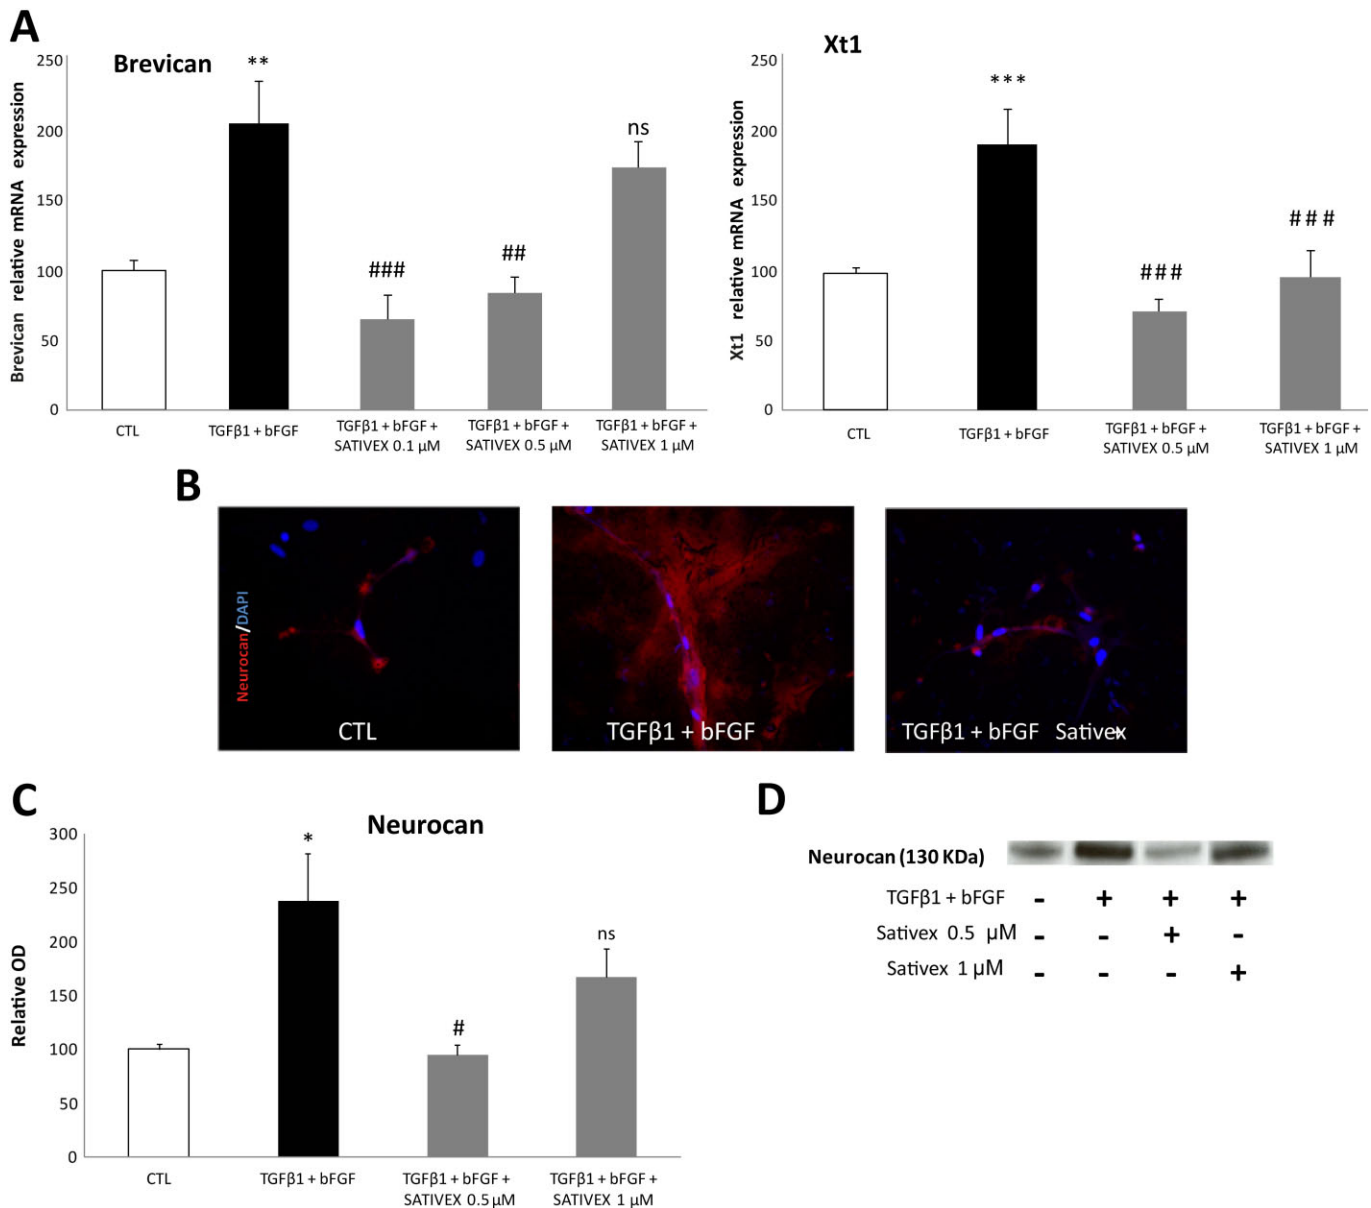 A
Brevican
Brevican relative mRNA expression
250
200
150
100
50
0
**
###
##
ns
CTL
TGFβ1 + bFGF
TGFβ1 + bFGF +
SATIVEX 0.1 µM
TGFβ1 + bFGF +
SATIVEX 0.5 µM
TGFβ1 + bFGF +
SATIVEX 1 µM
Xt1
Xt1 relative mRNA expression
250
200
150
100
50
0
***
###
###
CTL
TGFβ1 + bFGF
TGFβ1 + bFGF +
SATIVEX 0.5 µM
TGFβ1 + bFGF +
SATIVEX 1 µM
B
Neurocan/DAPI
CTL
TGFβ1 + bFGF
TGFβ1 + bFGF Sativex
+
C
Neurocan
Relative OD
300
250
200
150
100
50
0
*
#
ns
CTL
TGFβ1 + bFGF
TGFβ1 + bFGF +
SATIVEX 0.5 µM
TGFβ1 + bFGF +
SATIVEX 1 µM
D
Neurocan (130 KDa)
TGFβ1 + bFGF - + + +
Sativex 0.5 µM - - + -
Sativex 1 µM - - - +